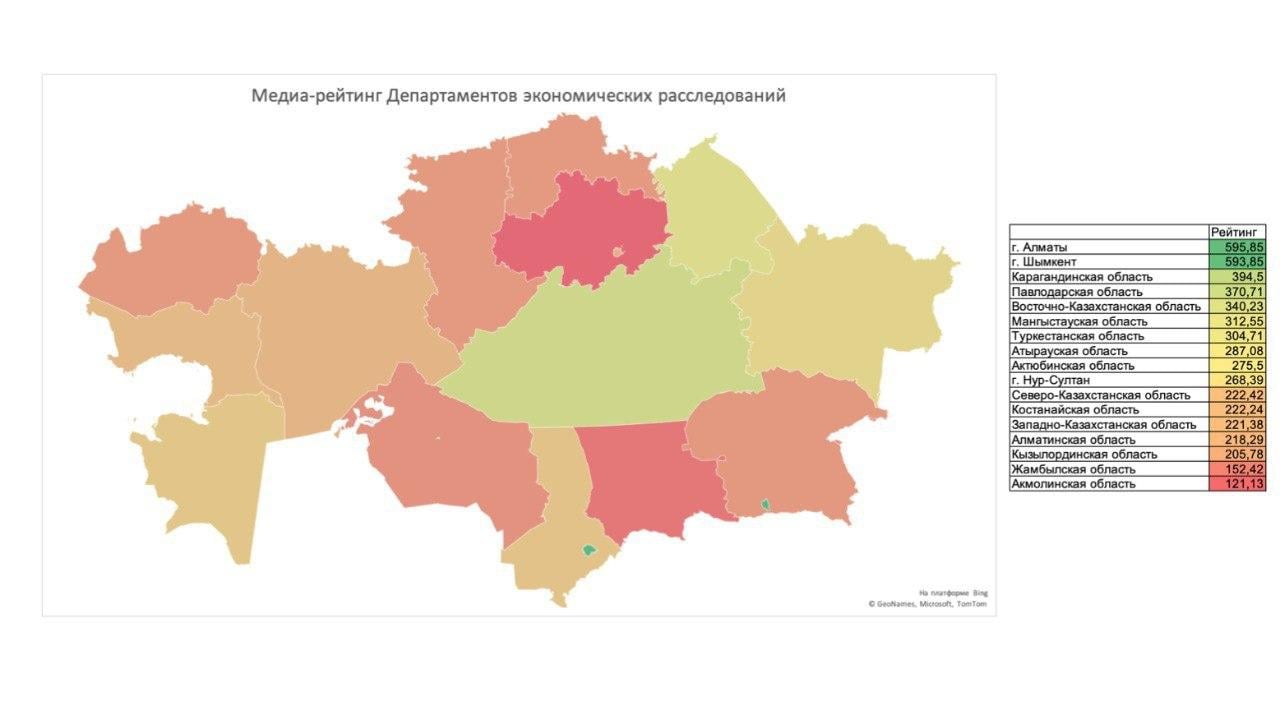 Медиа-рейтинг Департаментов экономических расследований
На платформе Bing
© GeoNames, Microsoft, TomTom
Рейтинг
г. Алматы 595,85
г. Шымкент 593,85
Карагандинская область 394,5
Павлодарская область 370,71
Восточно-Казахстанская область 340,23
Мангыстауская область 312,55
Туркестанская область 304,71
Атырауская область 287,08
Актюбинская область 275,5
г. Нур-Султан 268,39
Северо-Казахстанская область 222,42
Костанайская область 222,24
Западно-Казахстанская область 221,38
Алматинская область 218,29
Кызылординская область 205,78
Жамбылская область 152,42
Акмолинская область 121,13